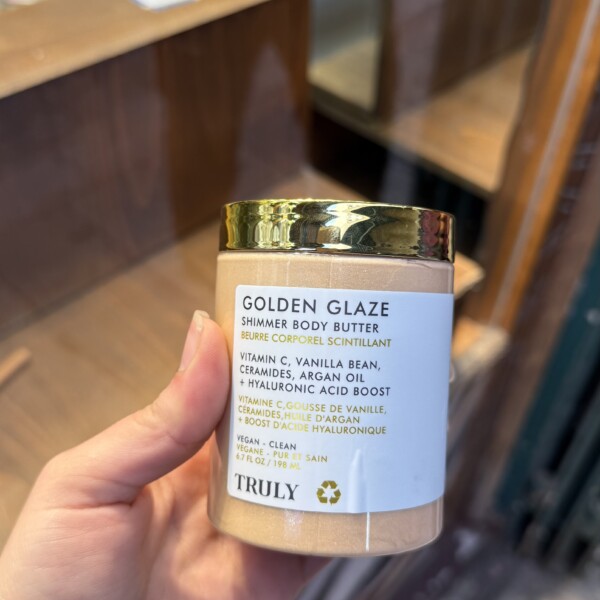 GOLDEN GLAZE
SHIMMER BODY BUTTER
BEURRE CORPOREL SCINTILLANT
VITAMIN C, VANILLA BEAN,
CERAMIDES, ARGAN OIL
+ HYALURONIC ACID BOOST
VITAMINE C,GOUSSE DE VANILLE,
CÉRAMIDES,HUILE D'ARGAN
+ BOOST D'ACIDE HYALURONIQUE
VEGAN - CLEAN
VEGANE - PUR ET SAIN
6.7 FL OZ / 198 ML
TRULY